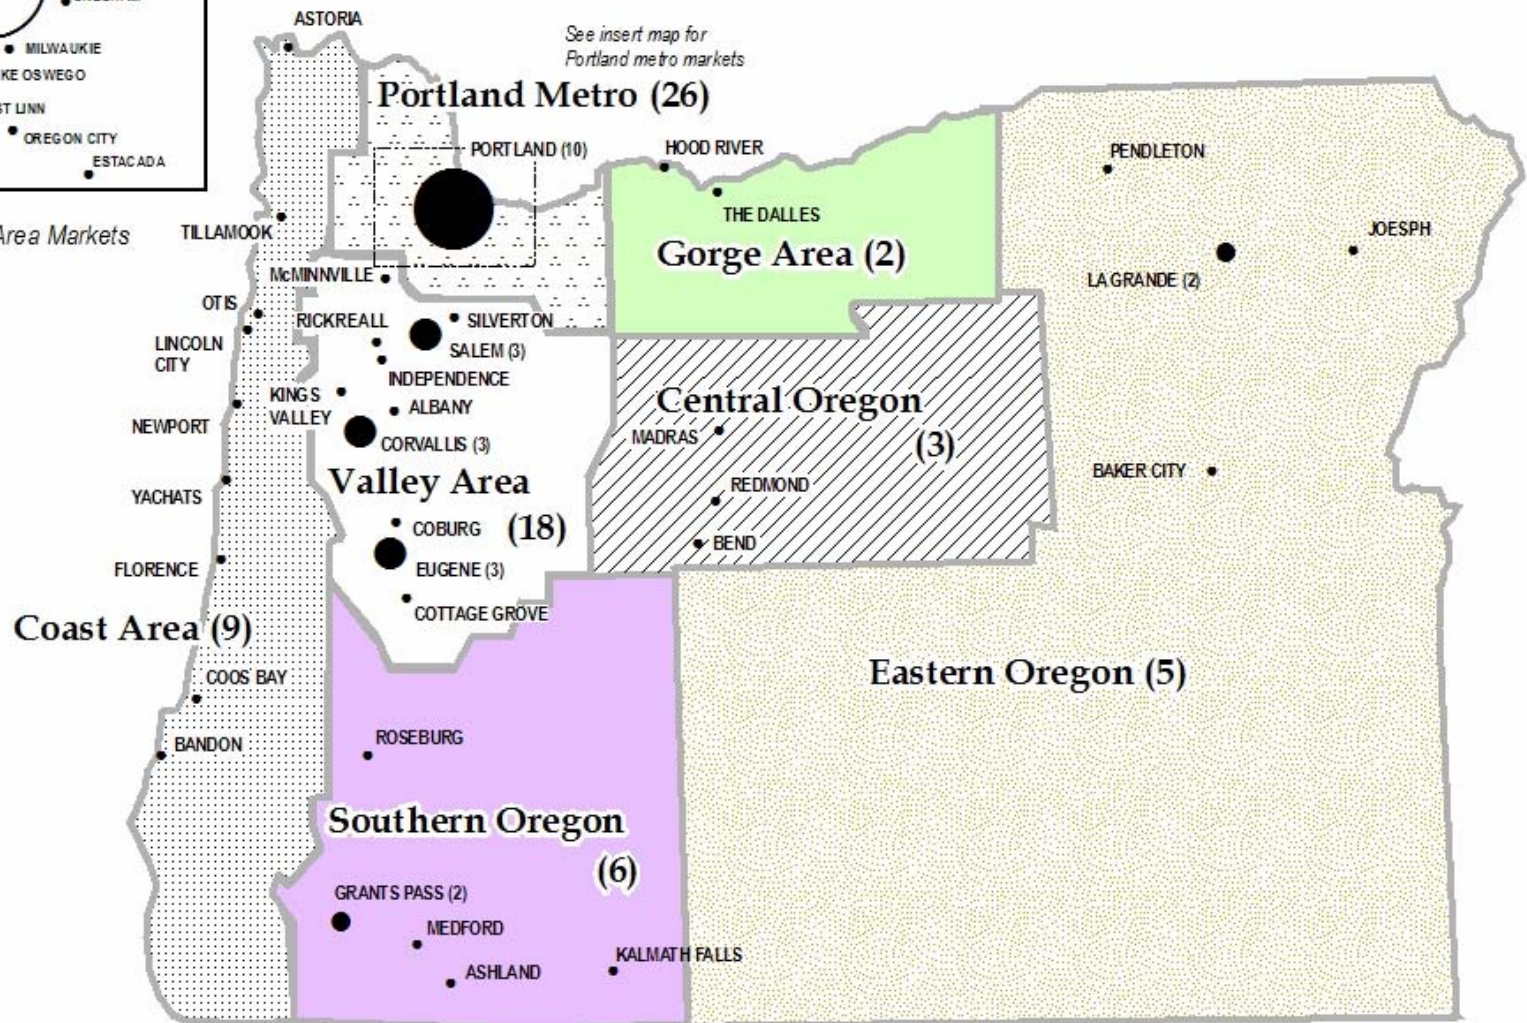 MILWAUKIE
KE OSWEGO
ST LINN
OREGON CITY
ESTACADA
Area Markets
ASTORIA
See insert map for
Portland metro markets
Portland Metro (26)
PORTLAND (10)
HOOD RIVER
THE DALLES
Gorge Area (2)
PENDLETON
JOESPH
LA GRANDE (2)
TILLAMOOK
McMINNVILLE
OTIS
RICKREALL
SILVERTON
LINCOLN
CITY
SALEM (3)
INDEPENDENCE
KINGS
VALLEY
ALBANY
NEWPORT
CORVALLIS (3)
Central Oregon
(3)
MADRAS
REDMOND
BEND
BAKER CITY
Valley Area
(18)
YACHATS
COBURG
EUGENE (3)
FLORENCE
COTTAGE GROVE
Coast Area (9)
COOS BAY
BANDON
Eastern Oregon (5)
ROSEBURG
Southern Oregon
(6)
GRANTS PASS (2)
MEDFORD
ASHLAND
KALMATH FALLS